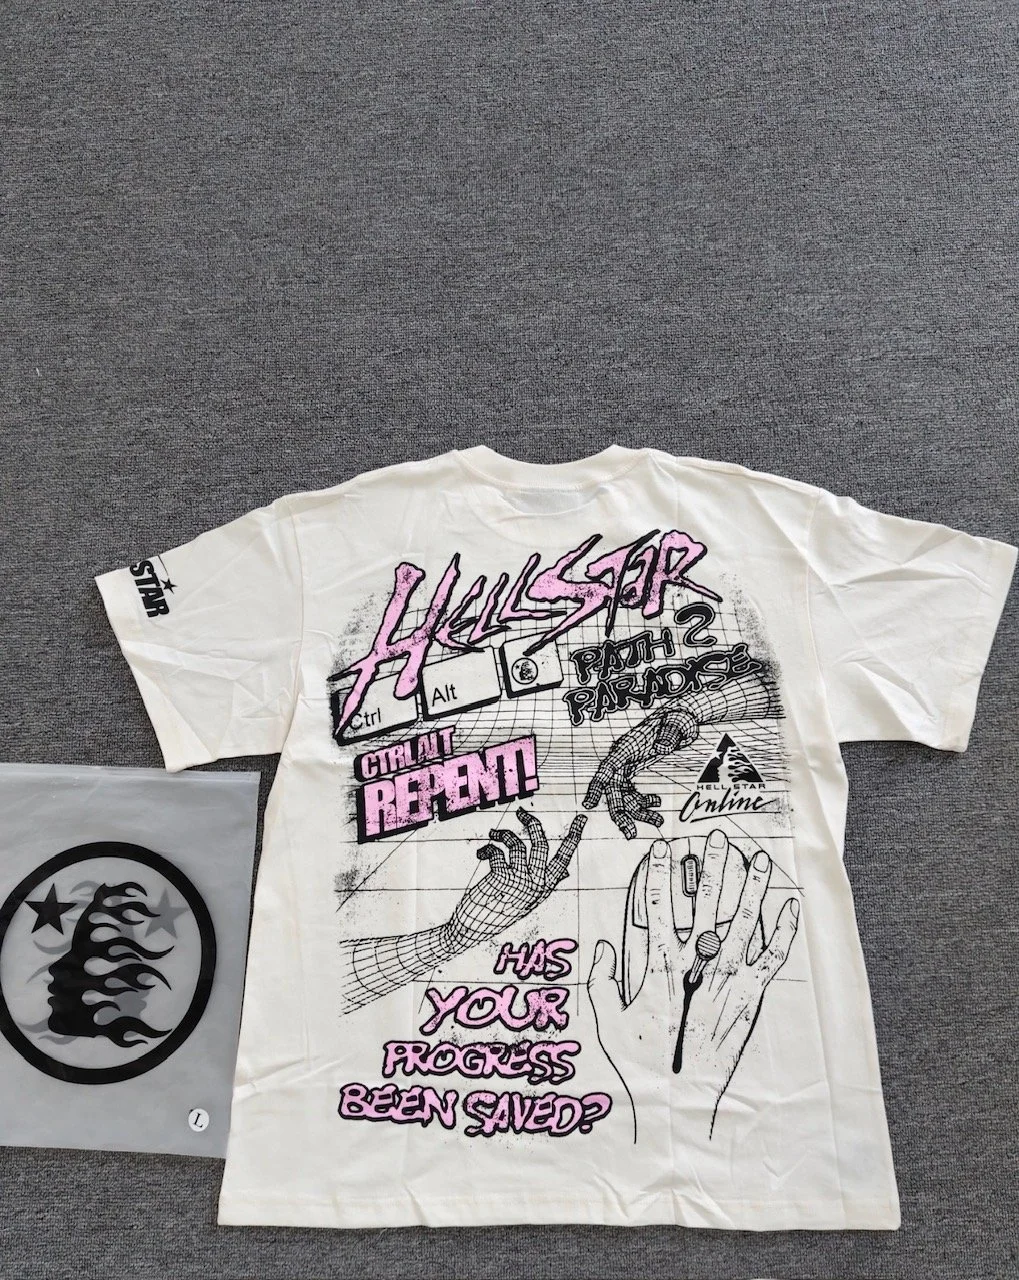 STAR
HELLSTAR
PATH 2
PARADISE
Ctrl
Alt
CTRL ALT
REPENT!
HELL STAR
Online
HAS
YOUR
PROGRESS
BEEN SAVED?
L